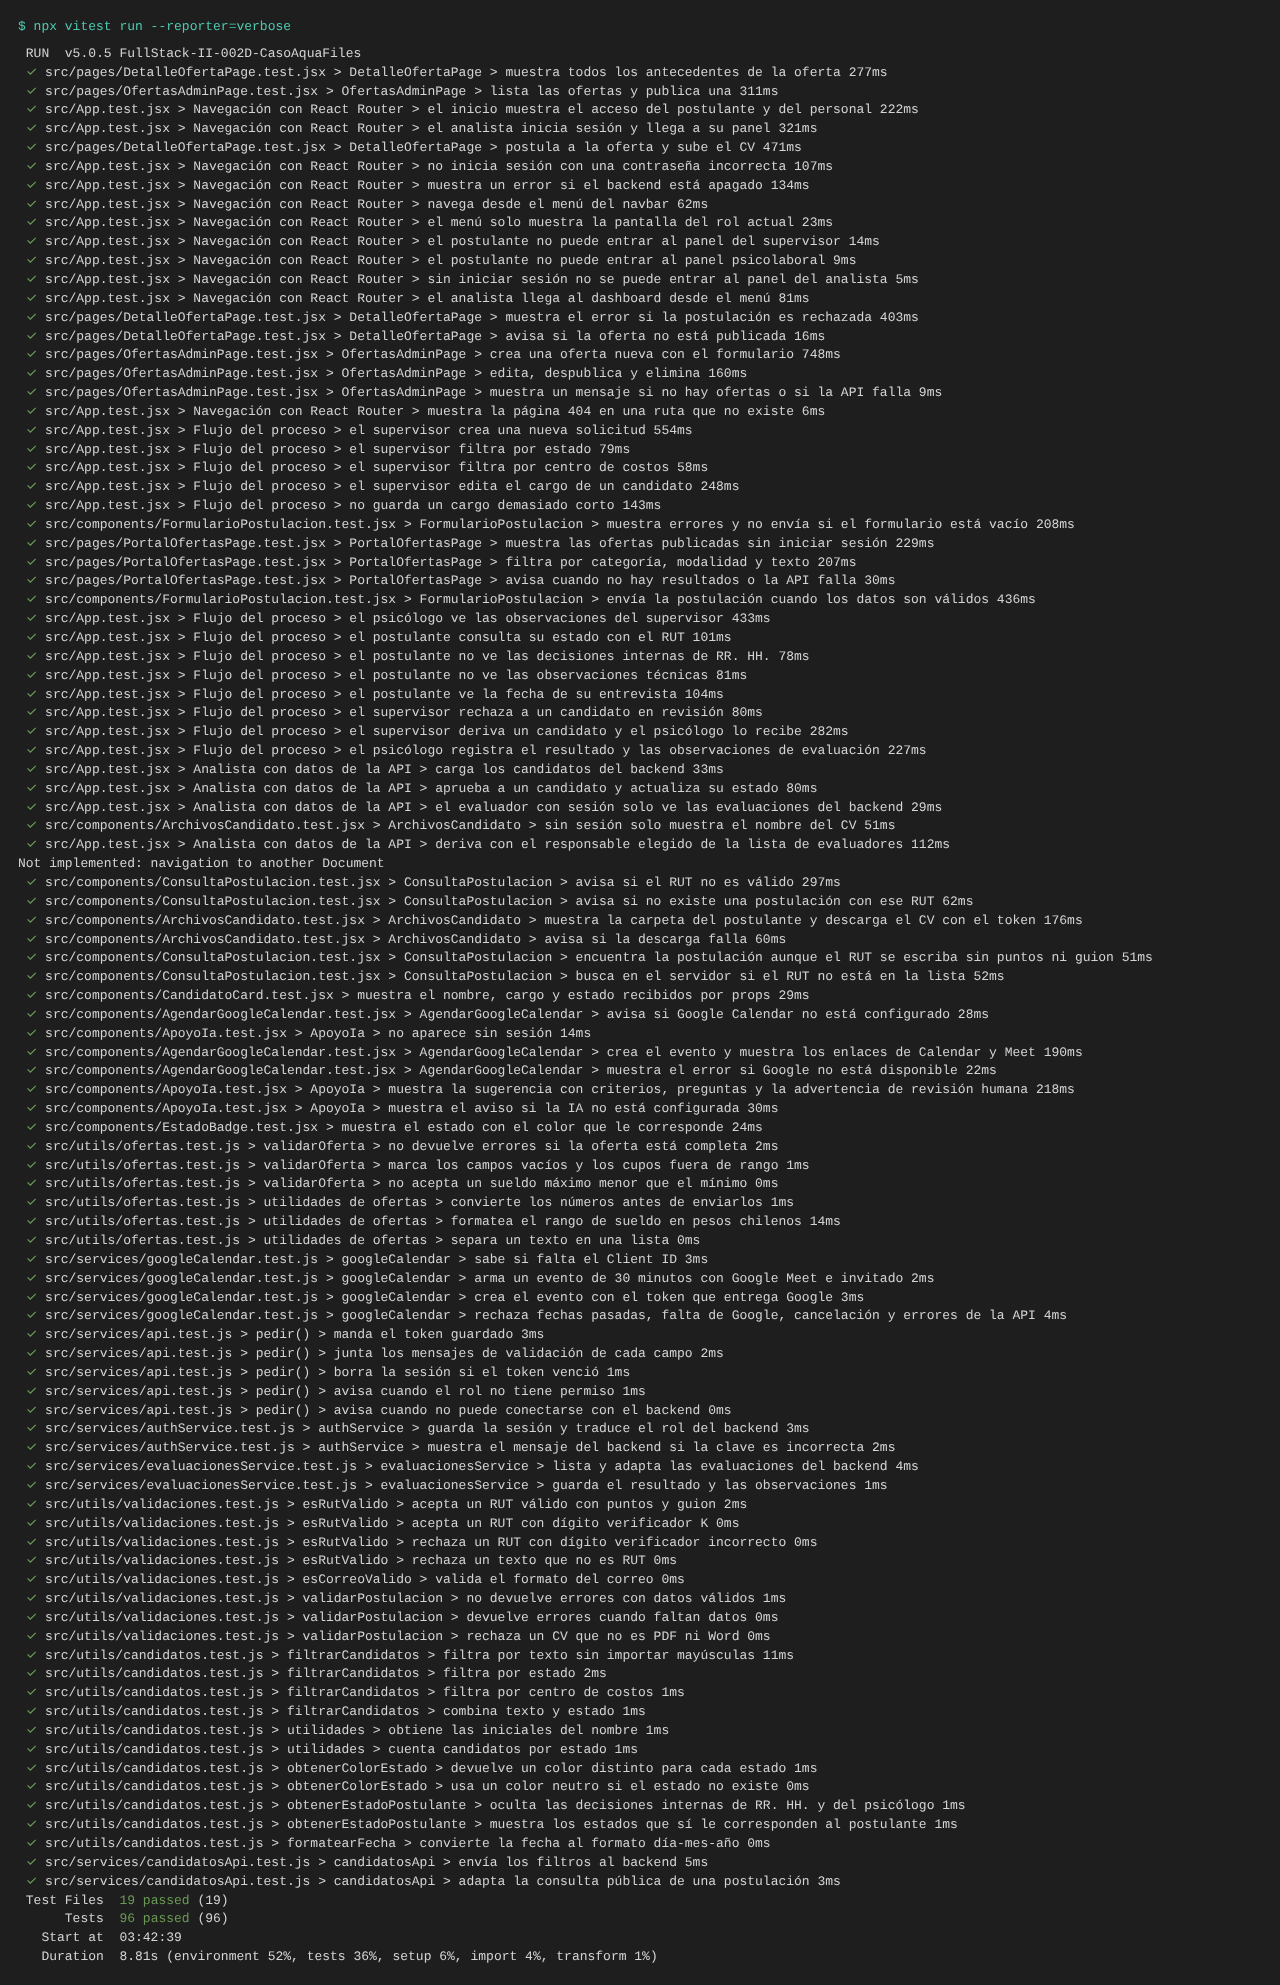 $ npx vitest run --reporter=verbose
RUN v5.0.5 FullStack-II-002D-CasoAquaFiles
✓ src/pages/DetalleOfertaPage.test.jsx > DetalleOfertaPage > muestra todos los antecedentes de la oferta 277ms
✓ src/pages/OfertasAdminPage.test.jsx > OfertasAdminPage > lista las ofertas y publica una 311ms
✓ src/App.test.jsx > Navegación con React Router > el inicio muestra el acceso del postulante y del personal 222ms
✓ src/App.test.jsx > Navegación con React Router > el analista inicia sesión y llega a su panel 321ms
✓ src/pages/DetalleOfertaPage.test.jsx > DetalleOfertaPage > postula a la oferta y sube el CV 471ms
✓ src/App.test.jsx > Navegación con React Router > no inicia sesión con una contraseña incorrecta 107ms
✓ src/App.test.jsx > Navegación con React Router > muestra un error si el backend está apagado 134ms
✓ src/App.test.jsx > Navegación con React Router > navega desde el menú del navbar 62ms
✓ src/App.test.jsx > Navegación con React Router > el menú solo muestra la pantalla del rol actual 23ms
✓ src/App.test.jsx > Navegación con React Router > el postulante no puede entrar al panel del supervisor 14ms
✓ src/App.test.jsx > Navegación con React Router > el postulante no puede entrar al panel psicolaboral 9ms
✓ src/App.test.jsx > Navegación con React Router > sin iniciar sesión no se puede entrar al panel del analista 5ms
✓ src/App.test.jsx > Navegación con React Router > el analista llega al dashboard desde el menú 81ms
✓ src/pages/DetalleOfertaPage.test.jsx > DetalleOfertaPage > muestra el error si la postulación es rechazada 403ms
✓ src/pages/DetalleOfertaPage.test.jsx > DetalleOfertaPage > avisa si la oferta no está publicada 16ms
✓ src/pages/OfertasAdminPage.test.jsx > OfertasAdminPage > crea una oferta nueva con el formulario 748ms
✓ src/pages/OfertasAdminPage.test.jsx > OfertasAdminPage > edita, despublica y elimina 160ms
✓ src/pages/OfertasAdminPage.test.jsx > OfertasAdminPage > muestra un mensaje si no hay ofertas o si la API falla 9ms
✓ src/App.test.jsx > Navegación con React Router > muestra la página 404 en una ruta que no existe 6ms
✓ src/App.test.jsx > Flujo del proceso > el supervisor crea una nueva solicitud 554ms
✓ src/App.test.jsx > Flujo del proceso > el supervisor filtra por estado 79ms
✓ src/App.test.jsx > Flujo del proceso > el supervisor filtra por centro de costos 58ms
✓ src/App.test.jsx > Flujo del proceso > el supervisor edita el cargo de un candidato 248ms
✓ src/App.test.jsx > Flujo del proceso > no guarda un cargo demasiado corto 143ms
✓ src/components/FormularioPostulacion.test.jsx > FormularioPostulacion > muestra errores y no envía si el formulario está vacío 208ms
✓ src/pages/PortalOfertasPage.test.jsx > PortalOfertasPage > muestra las ofertas publicadas sin iniciar sesión 229ms
✓ src/pages/PortalOfertasPage.test.jsx > PortalOfertasPage > filtra por categoría, modalidad y texto 207ms
✓ src/pages/PortalOfertasPage.test.jsx > PortalOfertasPage > avisa cuando no hay resultados o la API falla 30ms
✓ src/components/FormularioPostulacion.test.jsx > FormularioPostulacion > envía la postulación cuando los datos son válidos 436ms
✓ src/App.test.jsx > Flujo del proceso > el psicólogo ve las observaciones del supervisor 433ms
✓ src/App.test.jsx > Flujo del proceso > el postulante consulta su estado con el RUT 101ms
✓ src/App.test.jsx > Flujo del proceso > el postulante no ve las decisiones internas de RR. HH. 78ms
✓ src/App.test.jsx > Flujo del proceso > el postulante no ve las observaciones técnicas 81ms
✓ src/App.test.jsx > Flujo del proceso > el postulante ve la fecha de su entrevista 104ms
✓ src/App.test.jsx > Flujo del proceso > el supervisor rechaza a un candidato en revisión 80ms
✓ src/App.test.jsx > Flujo del proceso > el supervisor deriva un candidato y el psicólogo lo recibe 282ms
✓ src/App.test.jsx > Flujo del proceso > el psicólogo registra el resultado y las observaciones de evaluación 227ms
✓ src/App.test.jsx > Analista con datos de la API > carga los candidatos del backend 33ms
✓ src/App.test.jsx > Analista con datos de la API > aprueba a un candidato y actualiza su estado 80ms
✓ src/App.test.jsx > Analista con datos de la API > el evaluador con sesión solo ve las evaluaciones del backend 29ms
✓ src/components/ArchivosCandidato.test.jsx > ArchivosCandidato > sin sesión solo muestra el nombre del CV 51ms
✓ src/App.test.jsx > Analista con datos de la API > deriva con el responsable elegido de la lista de evaluadores 112ms
Not implemented: navigation to another Document
✓ src/components/ConsultaPostulacion.test.jsx > ConsultaPostulacion > avisa si el RUT no es válido 297ms
✓ src/components/ConsultaPostulacion.test.jsx > ConsultaPostulacion > avisa si no existe una postulación con ese RUT 62ms
✓ src/components/ArchivosCandidato.test.jsx > ArchivosCandidato > muestra la carpeta del postulante y descarga el CV con el token 176ms
✓ src/components/ArchivosCandidato.test.jsx > ArchivosCandidato > avisa si la descarga falla 60ms
✓ src/components/ConsultaPostulacion.test.jsx > ConsultaPostulacion > encuentra la postulación aunque el RUT se escriba sin puntos ni guion 51ms
✓ src/components/ConsultaPostulacion.test.jsx > ConsultaPostulacion > busca en el servidor si el RUT no está en la lista 52ms
✓ src/components/CandidatoCard.test.jsx > muestra el nombre, cargo y estado recibidos por props 29ms
✓ src/components/AgendarGoogleCalendar.test.jsx > AgendarGoogleCalendar > avisa si Google Calendar no está configurado 28ms
✓ src/components/ApoyoIa.test.jsx > ApoyoIa > no aparece sin sesión 14ms
✓ src/components/AgendarGoogleCalendar.test.jsx > AgendarGoogleCalendar > crea el evento y muestra los enlaces de Calendar y Meet 190ms
✓ src/components/AgendarGoogleCalendar.test.jsx > AgendarGoogleCalendar > muestra el error si Google no está disponible 22ms
✓ src/components/ApoyoIa.test.jsx > ApoyoIa > muestra la sugerencia con criterios, preguntas y la advertencia de revisión humana 218ms
✓ src/components/ApoyoIa.test.jsx > ApoyoIa > muestra el aviso si la IA no está configurada 30ms
✓ src/components/EstadoBadge.test.jsx > muestra el estado con el color que le corresponde 24ms
✓ src/utils/ofertas.test.js > validarOferta > no devuelve errores si la oferta está completa 2ms
✓ src/utils/ofertas.test.js > validarOferta > marca los campos vacíos y los cupos fuera de rango 1ms
✓ src/utils/ofertas.test.js > validarOferta > no acepta un sueldo máximo menor que el mínimo 0ms
✓ src/utils/ofertas.test.js > utilidades de ofertas > convierte los números antes de enviarlos 1ms
✓ src/utils/ofertas.test.js > utilidades de ofertas > formatea el rango de sueldo en pesos chilenos 14ms
✓ src/utils/ofertas.test.js > utilidades de ofertas > separa un texto en una lista 0ms
✓ src/services/googleCalendar.test.js > googleCalendar > sabe si falta el Client ID 3ms
✓ src/services/googleCalendar.test.js > googleCalendar > arma un evento de 30 minutos con Google Meet e invitado 2ms
✓ src/services/googleCalendar.test.js > googleCalendar > crea el evento con el token que entrega Google 3ms
✓ src/services/googleCalendar.test.js > googleCalendar > rechaza fechas pasadas, falta de Google, cancelación y errores de la API 4ms
✓ src/services/api.test.js > pedir() > manda el token guardado 3ms
✓ src/services/api.test.js > pedir() > junta los mensajes de validación de cada campo 2ms
✓ src/services/api.test.js > pedir() > borra la sesión si el token venció 1ms
✓ src/services/api.test.js > pedir() > avisa cuando el rol no tiene permiso 1ms
✓ src/services/api.test.js > pedir() > avisa cuando no puede conectarse con el backend 0ms
✓ src/services/authService.test.js > authService > guarda la sesión y traduce el rol del backend 3ms
✓ src/services/authService.test.js > authService > muestra el mensaje del backend si la clave es incorrecta 2ms
✓ src/services/evaluacionesService.test.js > evaluacionesService > lista y adapta las evaluaciones del backend 4ms
✓ src/services/evaluacionesService.test.js > evaluacionesService > guarda el resultado y las observaciones 1ms
✓ src/utils/validaciones.test.js > esRutValido > acepta un RUT válido con puntos y guion 2ms
✓ src/utils/validaciones.test.js > esRutValido > acepta un RUT con dígito verificador K 0ms
✓ src/utils/validaciones.test.js > esRutValido > rechaza un RUT con dígito verificador incorrecto 0ms
✓ src/utils/validaciones.test.js > esRutValido > rechaza un texto que no es RUT 0ms
✓ src/utils/validaciones.test.js > esCorreoValido > valida el formato del correo 0ms
✓ src/utils/validaciones.test.js > validarPostulacion > no devuelve errores con datos válidos 1ms
✓ src/utils/validaciones.test.js > validarPostulacion > devuelve errores cuando faltan datos 0ms
✓ src/utils/validaciones.test.js > validarPostulacion > rechaza un CV que no es PDF ni Word 0ms
✓ src/utils/candidatos.test.js > filtrarCandidatos > filtra por texto sin importar mayúsculas 11ms
✓ src/utils/candidatos.test.js > filtrarCandidatos > filtra por estado 2ms
✓ src/utils/candidatos.test.js > filtrarCandidatos > filtra por centro de costos 1ms
✓ src/utils/candidatos.test.js > filtrarCandidatos > combina texto y estado 1ms
✓ src/utils/candidatos.test.js > utilidades > obtiene las iniciales del nombre 1ms
✓ src/utils/candidatos.test.js > utilidades > cuenta candidatos por estado 1ms
✓ src/utils/candidatos.test.js > obtenerColorEstado > devuelve un color distinto para cada estado 1ms
✓ src/utils/candidatos.test.js > obtenerColorEstado > usa un color neutro si el estado no existe 0ms
✓ src/utils/candidatos.test.js > obtenerEstadoPostulante > oculta las decisiones internas de RR. HH. y del psicólogo 1ms
✓ src/utils/candidatos.test.js > obtenerEstadoPostulante > muestra los estados que sí le corresponden al postulante 1ms
✓ src/utils/candidatos.test.js > formatearFecha > convierte la fecha al formato día-mes-año 0ms
✓ src/services/candidatosApi.test.js > candidatosApi > envía los filtros al backend 5ms
✓ src/services/candidatosApi.test.js > candidatosApi > adapta la consulta pública de una postulación 3ms
Test Files 19 passed (19)
Tests 96 passed (96)
Start at 03:42:39
Duration 8.81s (environment 52%, tests 36%, setup 6%, import 4%, transform 1%)